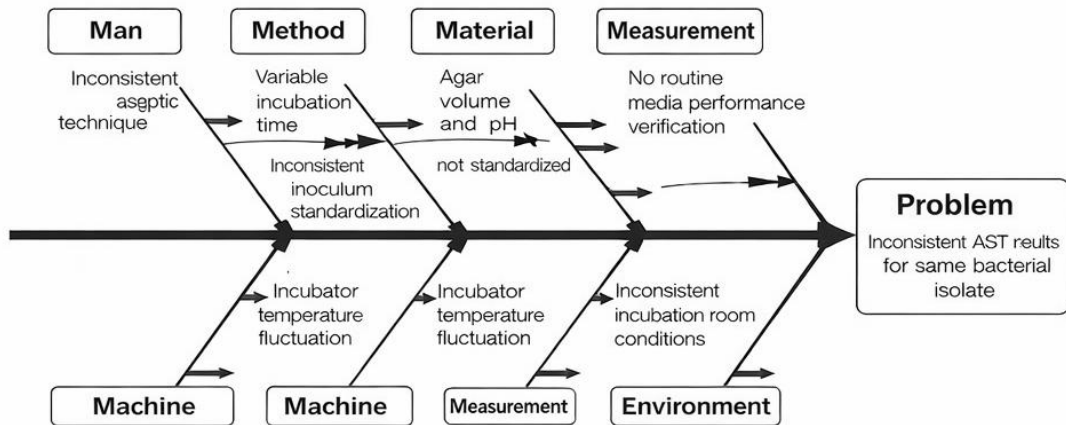 Man
Method
Material
Measurement
Inconsistent
aseptic
technique
Variable
incubation
time
Agar
volume
and pH
No routine
media performance
verification
Inconsistent
inoculum
standardization
not standardized
Problem
Inconsistent AST reults
for same bacterial
isolate
Incubator
temperature
fluctuation
Incubator
temperature
fluctuation
Inconsistent
incubation room
conditions
Machine
Machine
Measurement
Environment